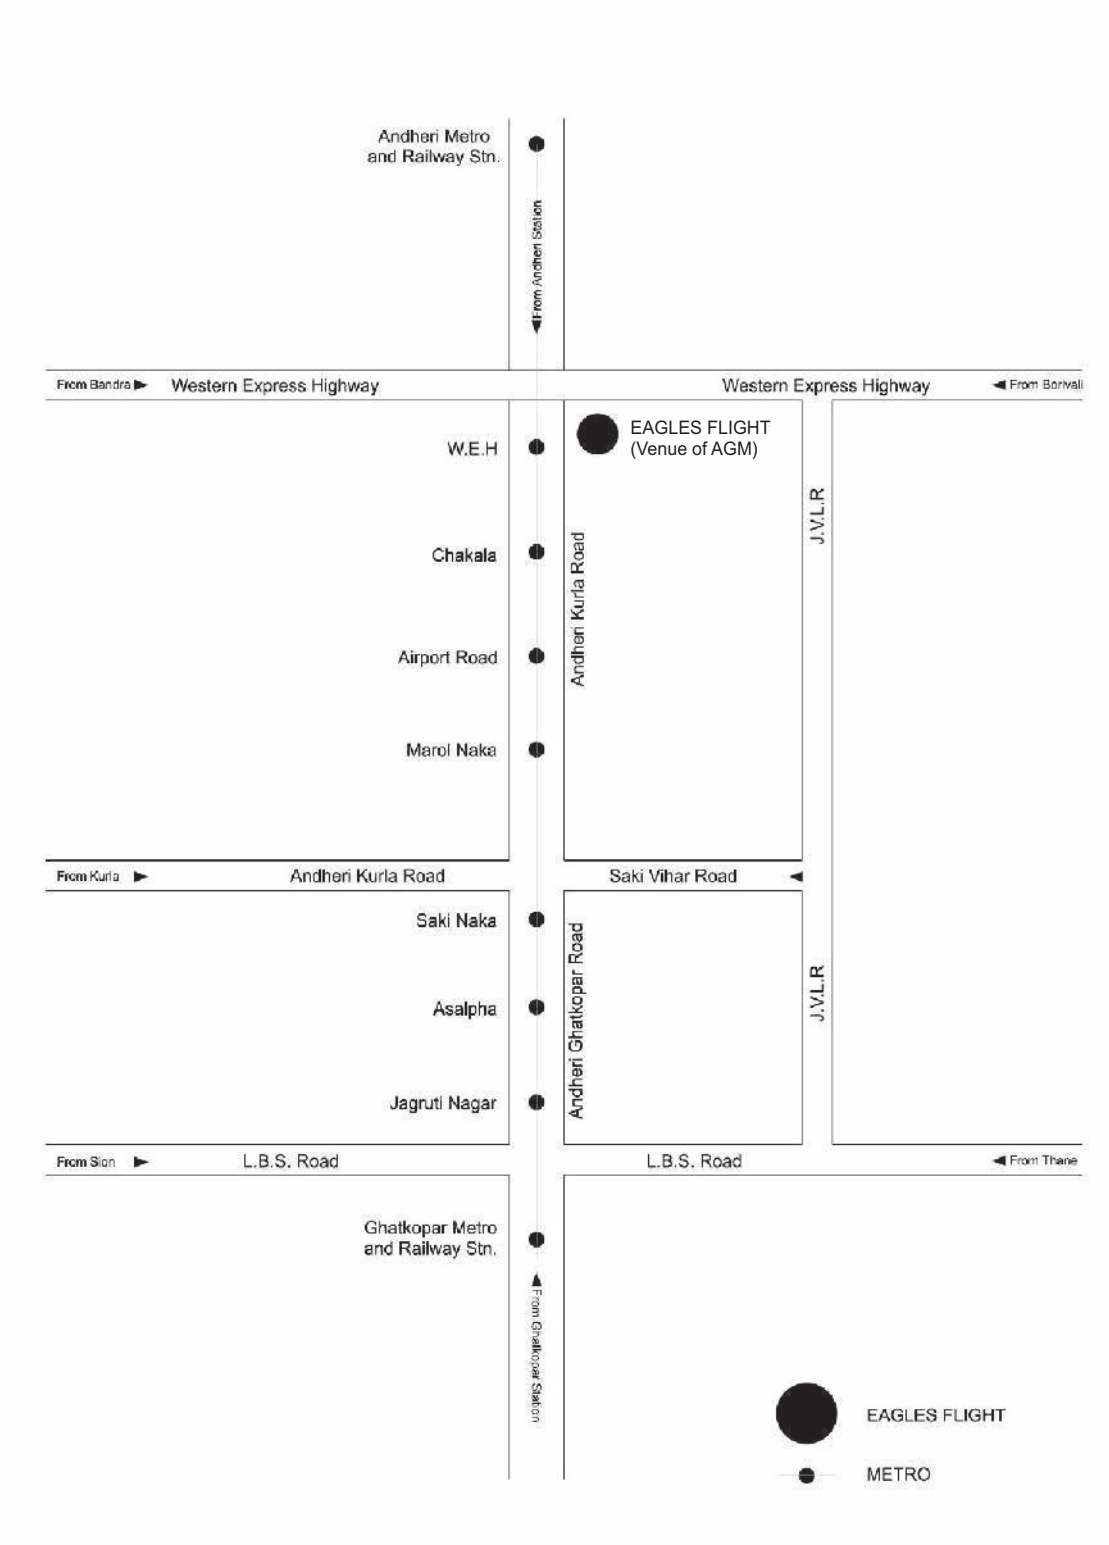 Andheri Metro
and Railway Stn.
From Andheri Station
From Bandra
Western Express Highway
Western Express Highway
From Borivali
EAGLES FLIGHT
(Venue of AGM)
W.E.H
J.V.L.R
Chakala
Andheri Kurla Road
Airport Road
Marol Naka
From Kurla
Andheri Kurla Road
Saki Vihar Road
Saki Naka
Andheri Ghatkopar Road
J.V.L.R
Asalpha
Jagruti Nagar
From Sion
L.B.S. Road
L.B.S. Road
From Thane
Ghatkopar Metro
and Railway Stn.
From Ghatkopar Station
EAGLES FLIGHT
METRO